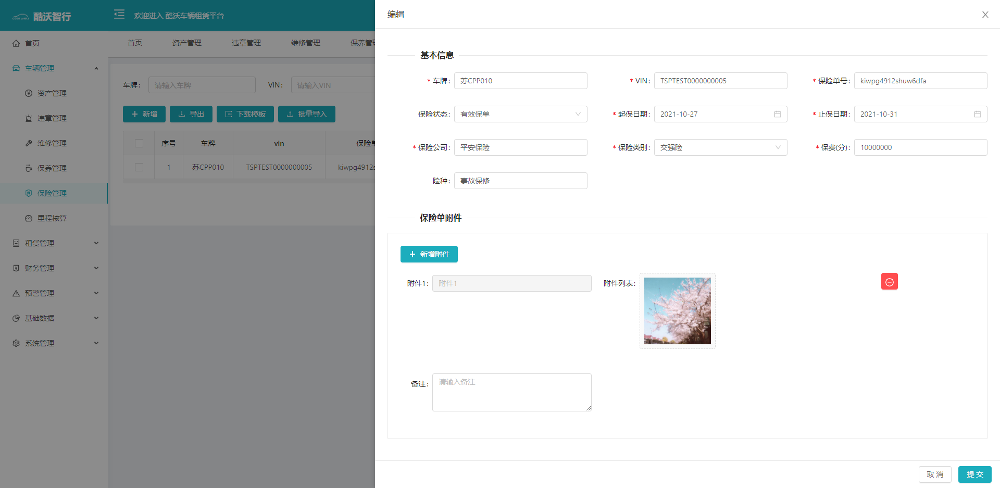 COOLWELL 酷沃智行
欢迎进入 酷沃车辆租赁平台
首页
车辆管理
资产管理
违章管理
维修管理
保养管理
保险管理
里程核算
租赁管理
财务管理
预警管理
基础数据
系统管理
首页 资产管理 违章管理 维修管理 保养管
车牌： 请输入车牌 VIN： 请输入VIN
新增 导出 下载模板 批量导入
序号 车牌 vin 保险单
1 苏CPP010 TSPTEST0000000005 kiwpg4912s
编辑
基本信息
* 车牌： 苏CPP010 * VIN： TSPTEST0000000005 * 保险单号： kiwpg4912shuw6dfa
保险状态： 有效保单 * 起保日期： 2021-10-27 * 止保日期： 2021-10-31
* 保险公司： 平安保险 * 保险类别： 交强险 * 保费(分)： 10000000
险种： 事故保修
保险单附件
新增附件
附件1： 附件1 附件列表：
备注： 请输入备注
取 消 提 交